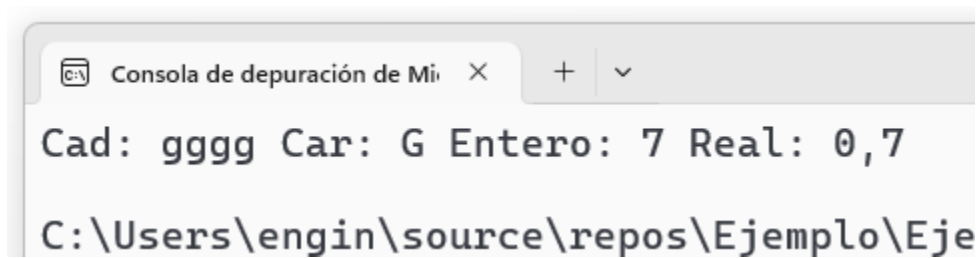 Consola de depuración de Mi
Cad: gggg Car: G Entero: 7 Real: 0,7
C:\Users\engin\source\repos\Ejemplo\Eje